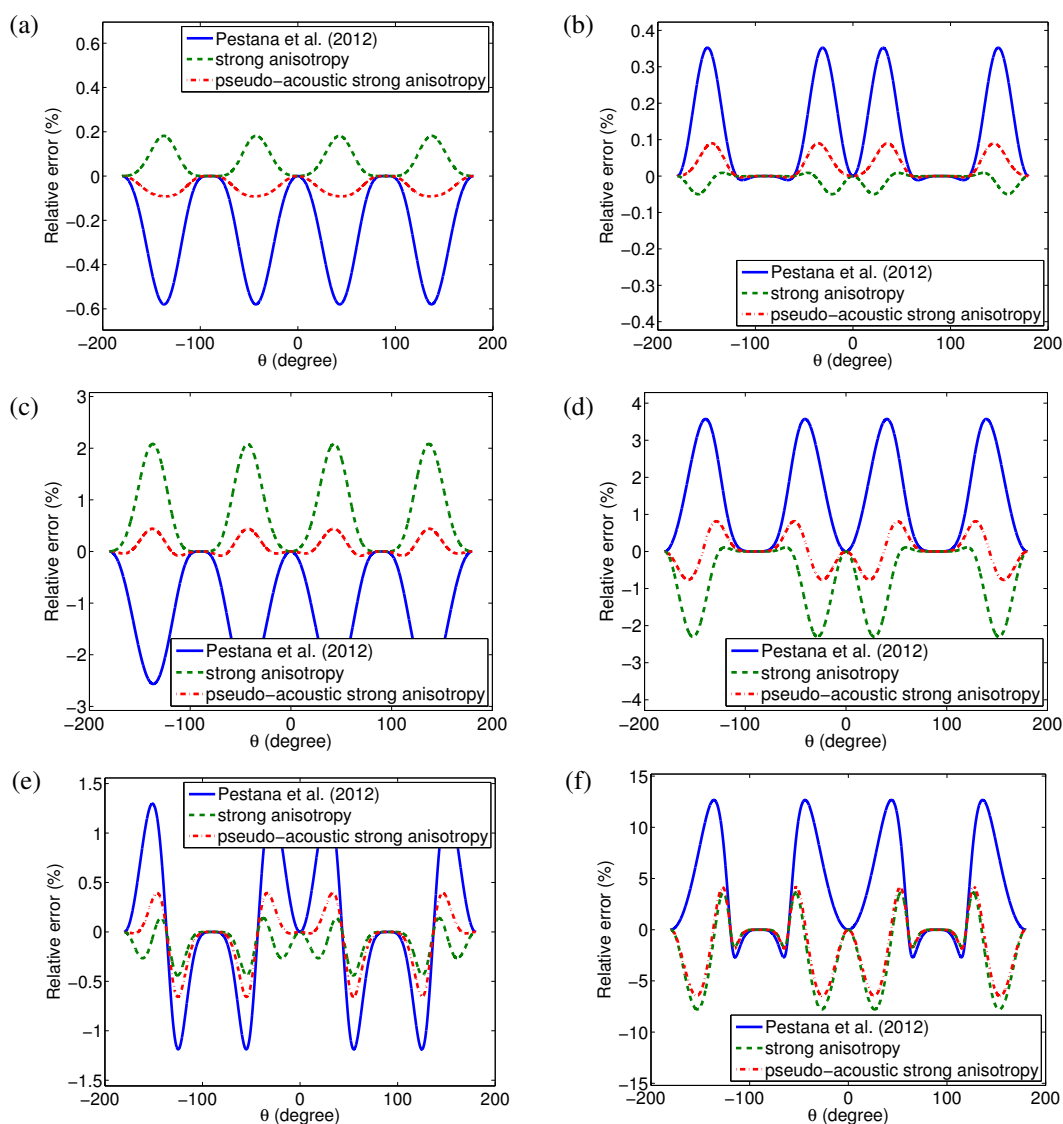 (a)
0.6
0.4
0.2
0
−0.2
−0.4
−0.6
Relative error (%)
−200
−100
0
100
200
θ (degree)
Pestana et al. (2012)
strong anisotropy
pseudo-acoustic strong anisotropy
(b)
0.4
0.3
0.2
0.1
0
−0.1
−0.2
−0.3
−0.4
Relative error (%)
−200
−100
0
100
200
θ (degree)
Pestana et al. (2012)
strong anisotropy
pseudo-acoustic strong anisotropy
(c)
3
2
1
0
−1
−2
−3
Relative error (%)
−200
−100
0
100
200
θ (degree)
Pestana et al. (2012)
strong anisotropy
pseudo-acoustic strong anisotropy
(d)
4
3
2
1
0
−1
−2
−3
−4
Relative error (%)
−200
−100
0
100
200
θ (degree)
Pestana et al. (2012)
strong anisotropy
pseudo-acoustic strong anisotropy
(e)
1.5
1
0.5
0
−0.5
−1
−1.5
Relative error (%)
−200
−100
0
100
200
θ (degree)
Pestana et al. (2012)
strong anisotropy
pseudo-acoustic strong anisotropy
(f)
15
10
5
0
−5
−10
−15
Relative error (%)
−200
−100
0
100
200
θ (degree)
Pestana et al. (2012)
strong anisotropy
pseudo-acoustic strong anisotropy